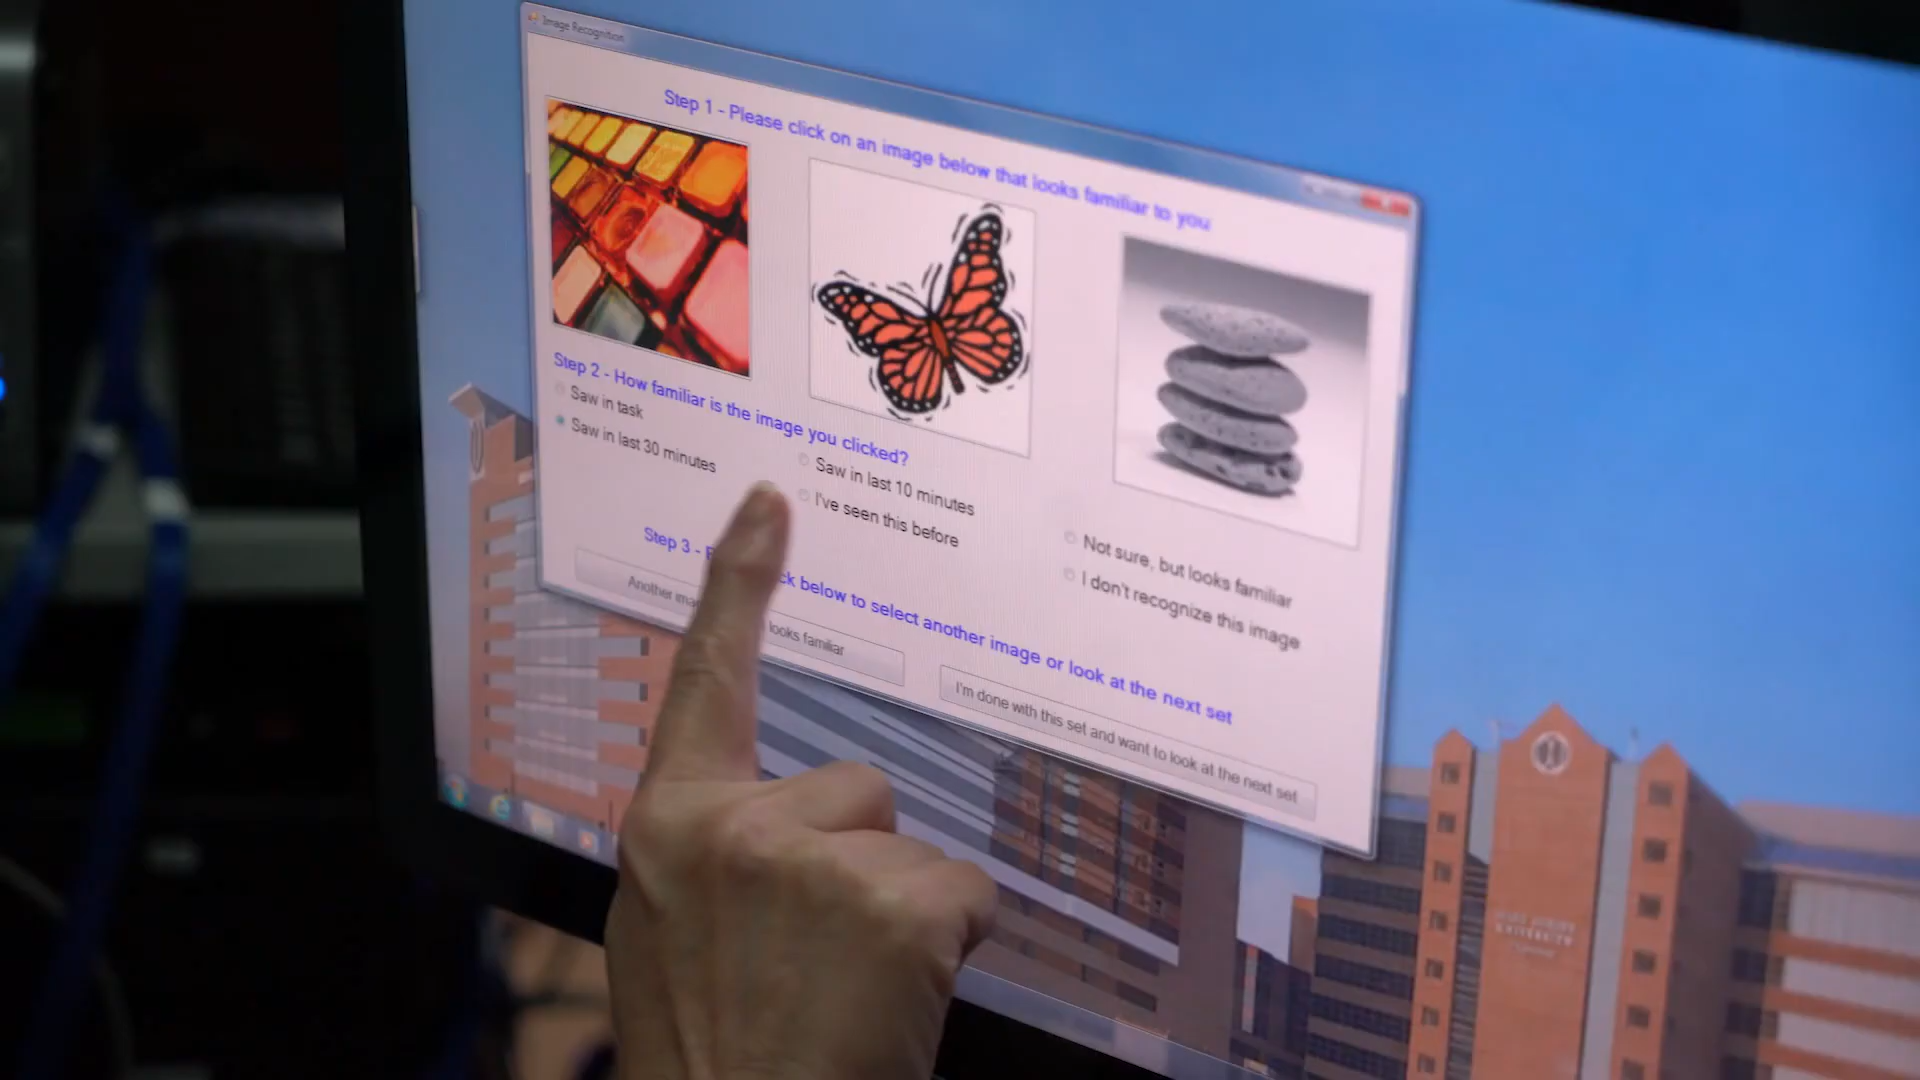 Image Recognition
Step 1 - Please click on an image below that looks familiar to you
Step 2 - How familiar is the image you clicked?
Saw in task
Saw in last 10 minutes
Not sure, but looks familiar
Saw in last 30 minutes
I've seen this before
I don't recognize this image
Step 3 - below to select another image or look at the next set
Another looks familiar
I'm done with this set and want to look at the next set
UNIVERSITY